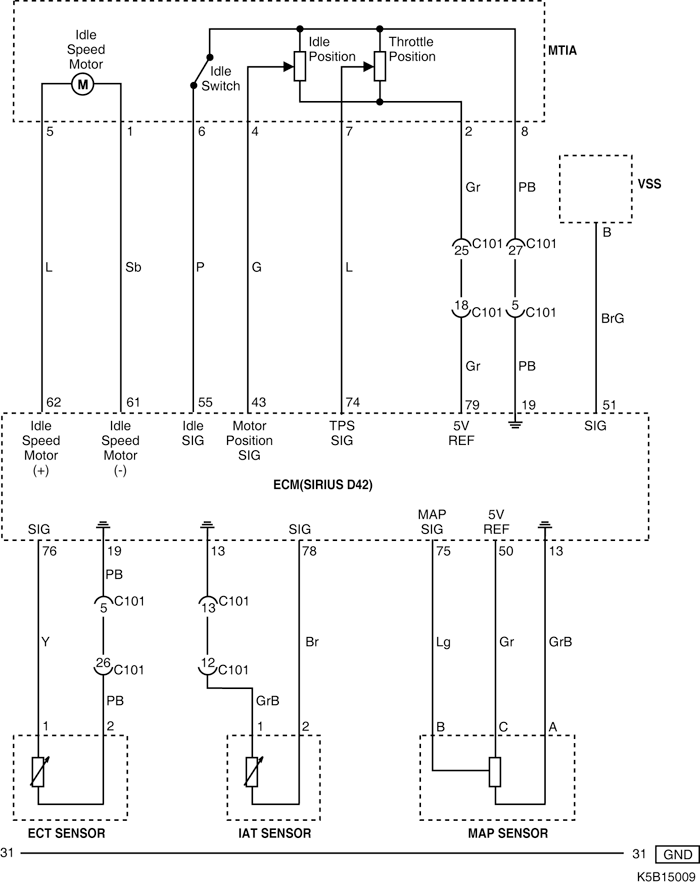 Idle
Speed
Motor
M
Idle
Switch
Idle
Position
Throttle
Position
MTIA
5 1 6 4 7 2 8
Gr PB
VSS
B
C101 C101
25 27
L Sb P G L
18 C101 5 C101
BrG
Gr PB
62 61 55 43 74 79 19 51
Idle
Speed
Motor
(+)
Idle
Speed
Motor
(-)
Idle
SIG
Motor
Position
SIG
TPS
SIG
5V
REF
SIG
ECM(SIRIUS D42)
SIG
SIG
MAP
SIG
5V
REF
76 19 13 78 75 50 13
PB
5 C101 13 C101
Y Br Lg Gr GrB
26 C101 12 C101
PB GrB
1 2 1 2 B C A
ECT SENSOR IAT SENSOR MAP SENSOR
31 31 GND
K5B15009